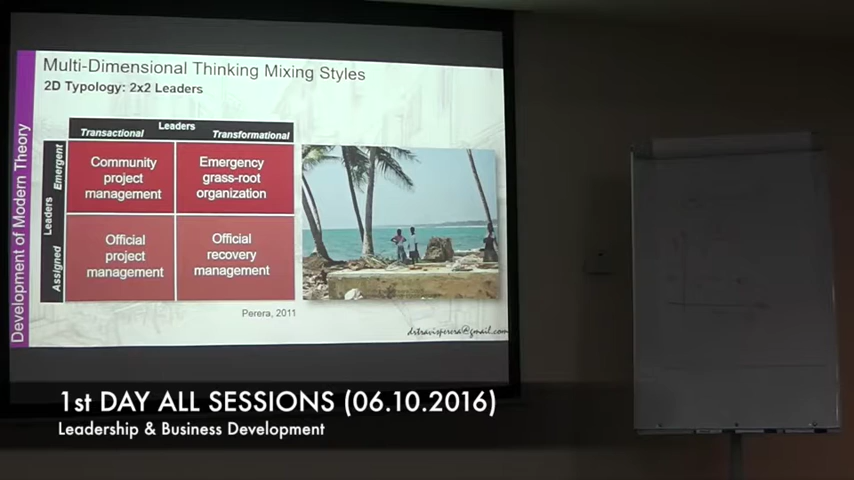 Multi-Dimensional Thinking Mixing Styles
2D Typology: 2x2 Leaders
Development of Modern Theory
Leaders
Transactional
Transformational
Leaders
Emergent
Assigned
Community
project
management
Emergency
grass-root
organization
Official
project
management
Official
recovery
management
Perera, 2011
drtravisperera@gmail.com
1st DAY ALL SESSIONS (06.10.2016)
Leadership & Business Development